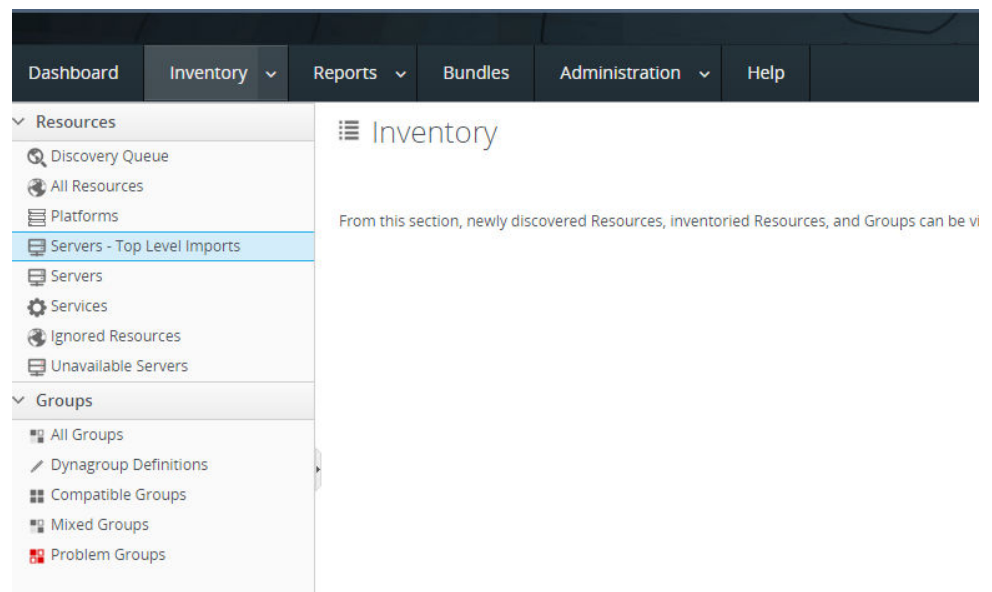 Dashboard Inventory Reports Bundles Administration Help
Resources
Discovery Queue
All Resources
Platforms
Servers - Top Level Imports
Servers
Services
Ignored Resources
Unavailable Servers
Groups
All Groups
Dynagroup Definitions
Compatible Groups
Mixed Groups
Problem Groups
Inventory
From this section, newly discovered Resources, inventoried Resources, and Groups can be